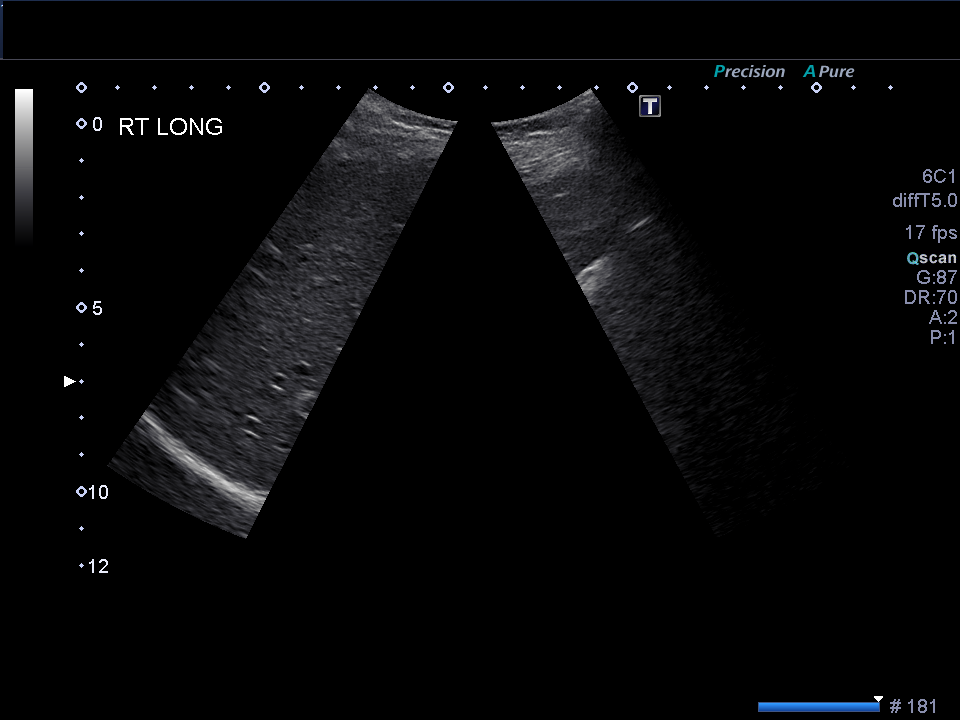 Precision A Pure
T
0 RT LONG
6C1
diffT5.0
17 fps
Qscan
G:87
DR:70
A:2
P:1
5
10
12
# 181